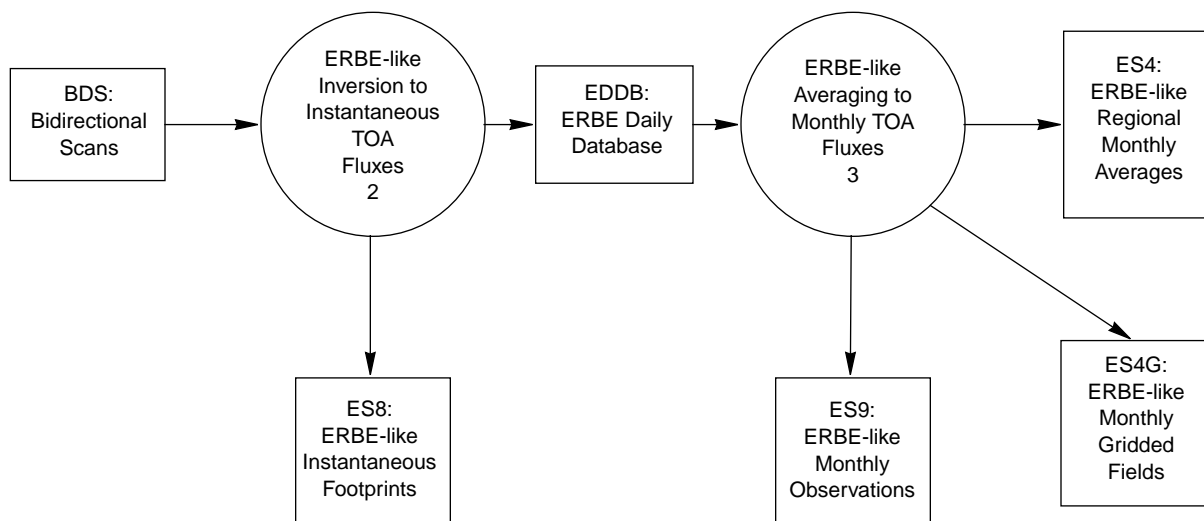 BDS:
Bidirectional
Scans
ERBE-like
Inversion to
Instantaneous
TOA
Fluxes
2
EDDB:
ERBE Daily
Database
ERBE-like
Averaging to
Monthly TOA
Fluxes
3
ES4:
ERBE-like
Regional
Monthly
Averages
ES8:
ERBE-like
Instantaneous
Footprints
ES9:
ERBE-like
Monthly
Observations
ES4G:
ERBE-like
Monthly
Gridded
Fields